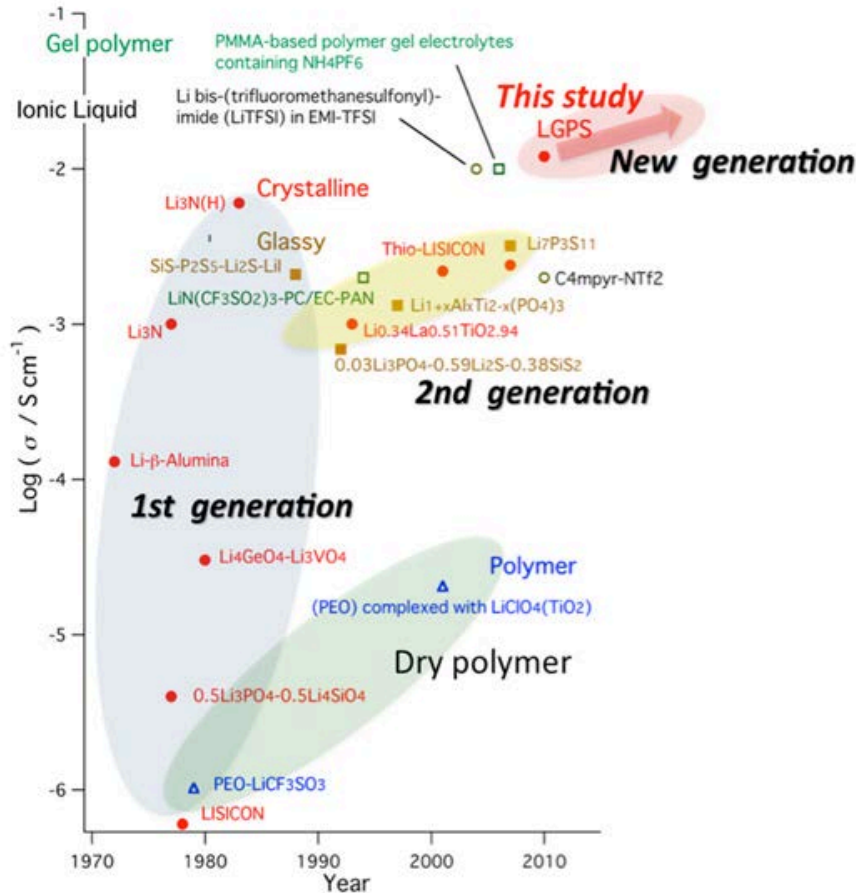 -1
Gel polymer
PMMA-based polymer gel electrolytes
containing NH4PF6
Ionic Liquid
Li bis-(trifluoromethanesulfonyl)-
imide (LiTFSI) in EMI-TFSI
This study
LGPS
-2
New generation
Li3N(H)
Crystalline
Glassy
SiS-P2S5-Li2S-LiI
LiN(CF3SO2)3-PC/EC-PAN
Thio-LISICON
Li7P3S11
C4mpyr-NTf2
Li1+xAlxTi2-x(PO4)3
-3
Li3N
Li0.34La0.51TiO2.94
0.03Li3PO4-0.59Li2S-0.38SiS2
2nd generation
Log ( σ / S cm-1 )
-4
Li-β-Alumina
1st generation
Li4GeO4-Li3VO4
Polymer
(PEO) complexed with LiClO4(TiO2)
-5
Dry polymer
0.5Li3PO4-0.5Li4SiO4
-6
PEO-LiCF3SO3
LISICON
1970 1980 1990 2000 2010
Year